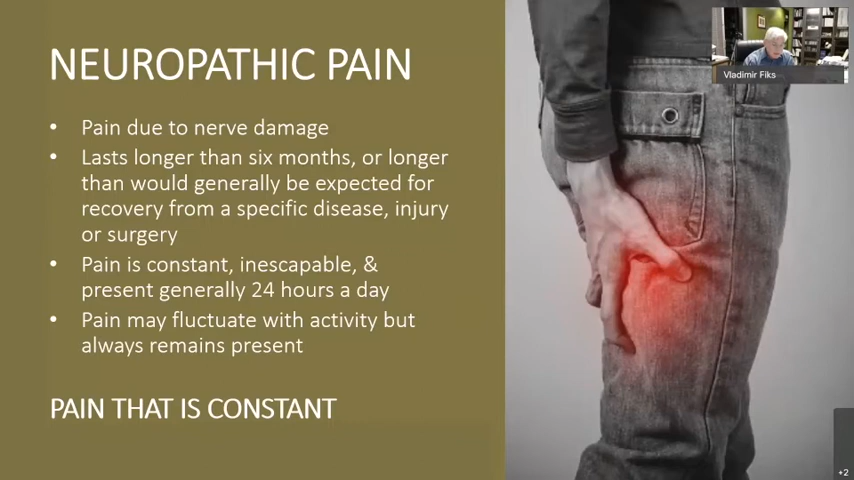 NEUROPATHIC PAIN
• Pain due to nerve damage
• Lasts longer than six months, or longer
than would generally be expected for
recovery from a specific disease, injury
or surgery
• Pain is constant, inescapable, &
present generally 24 hours a day
• Pain may fluctuate with activity but
always remains present
PAIN THAT IS CONSTANT
Vladimir Fiks
+2